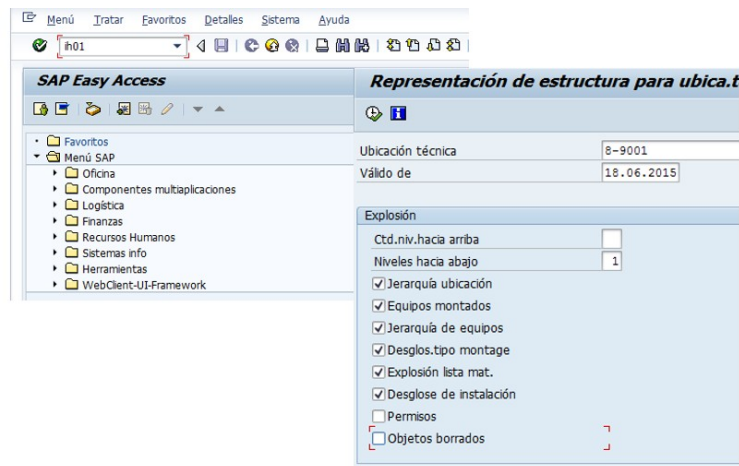 Menú Tratar Favoritos Detalles Sistema Ayuda
ih01
SAP Easy Access
Favoritos
Menú SAP
Oficina
Componentes multiaplicaciones
Logística
Finanzas
Recursos Humanos
Sistemas info
Herramientas
WebClient-UI-Framework
Representación de estructura para ubica.t
Ubicación técnica 8-9001
Válido de 18.06.2015
Explosión
Ctd.niv.hacia arriba
Niveles hacia abajo 1
Jerarquía ubicación
Equipos montados
Jerarquía de equipos
Desglos.tipo montage
Explosión lista mat.
Desglose de instalación
Permisos
Objetos borrados